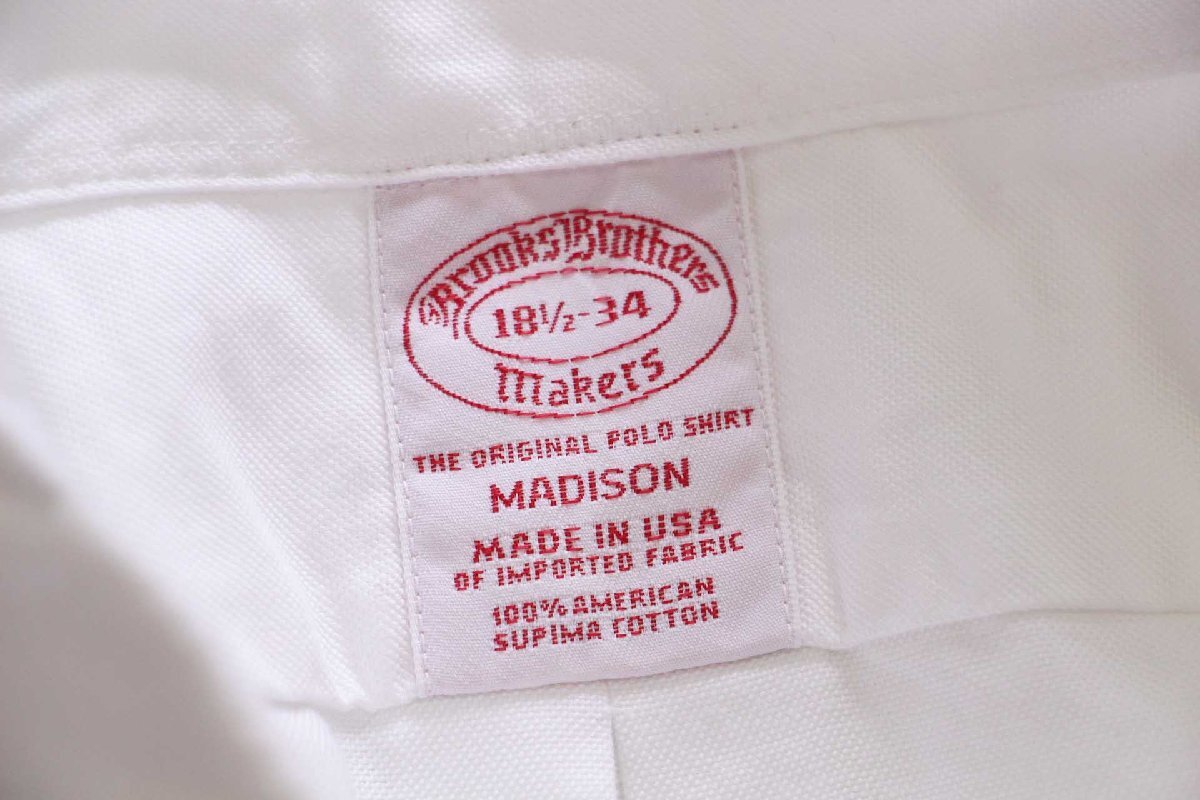 Brooks Brothers
18½-34
Makers
THE ORIGINAL POLO SHIRT
MADISON
MADE IN USA
OF IMPORTED FABRIC
100% AMERICAN
SUPIMA COTTON